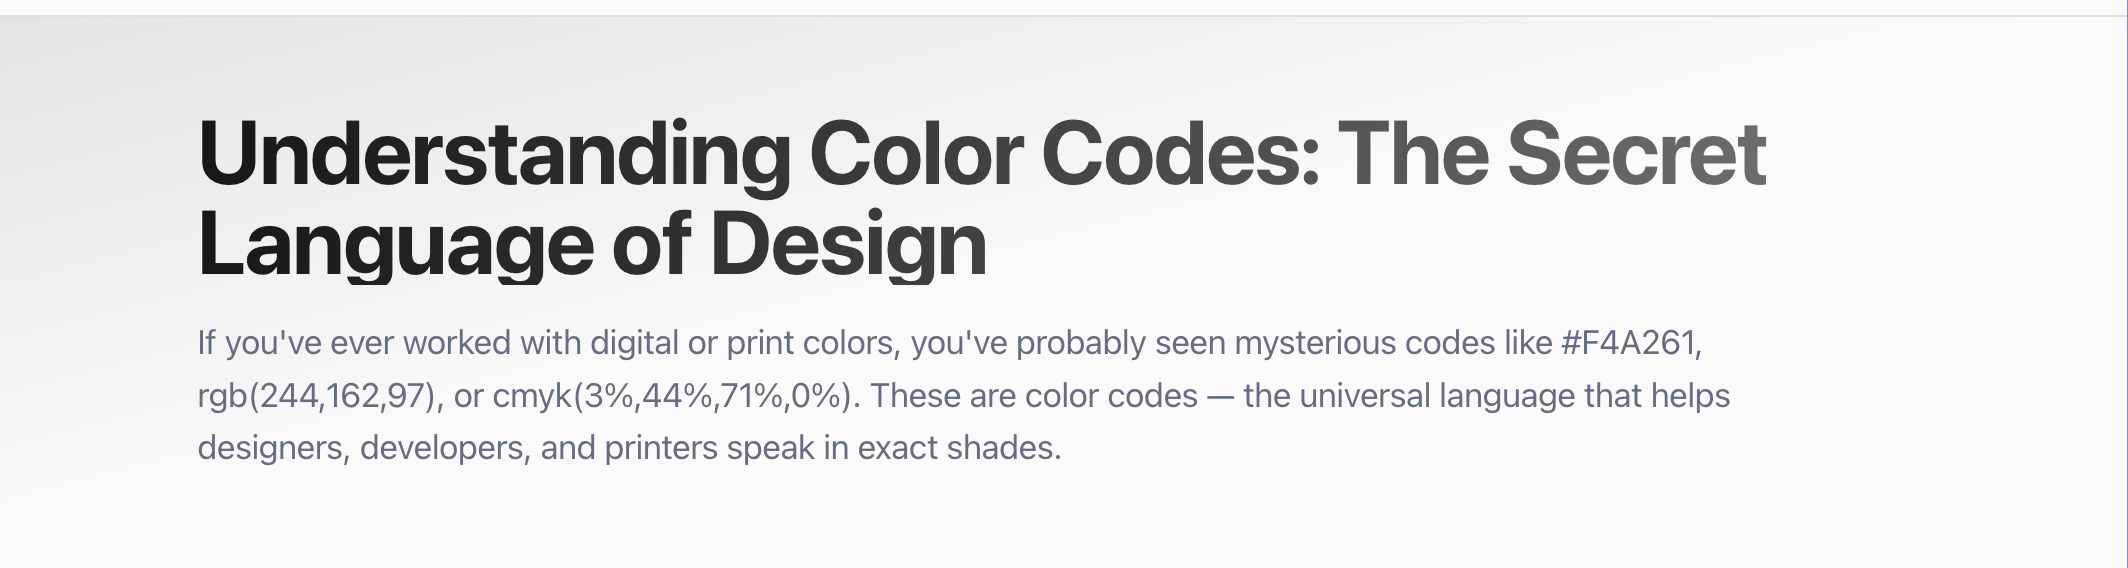 Understanding Color Codes: The Secret
Language of Design
If you've ever worked with digital or print colors, you've probably seen mysterious codes like #F4A261,
rgb(244,162,97), or cmyk(3%,44%,71%,0%). These are color codes — the universal language that helps
designers, developers, and printers speak in exact shades.